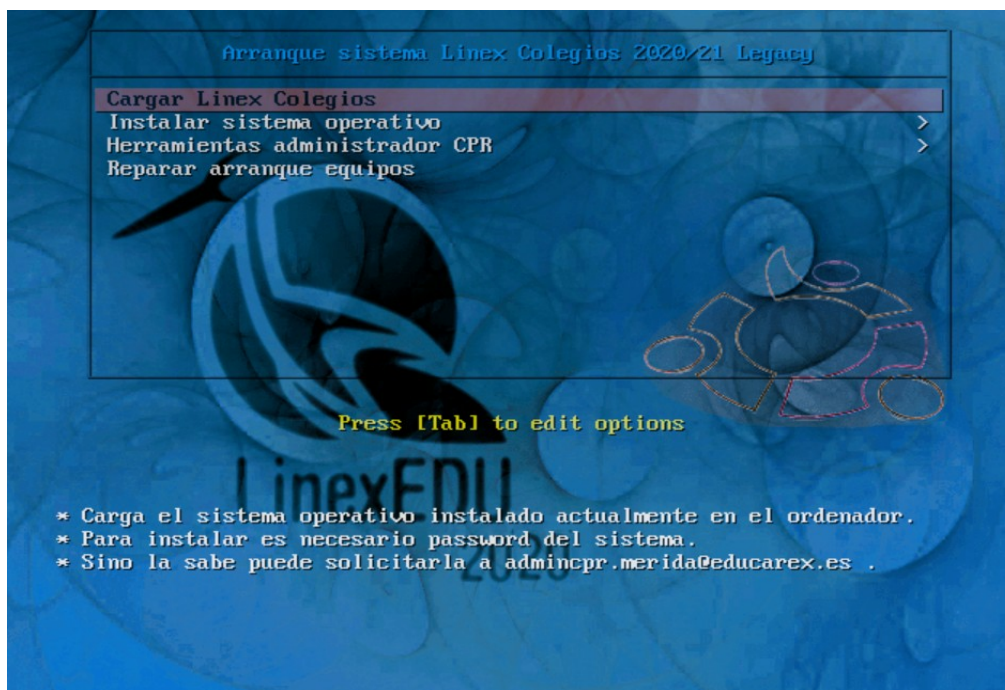 Arranque sistema Linex Colegios 2020/21 Legacy
Cargar Linex Colegios
Instalar sistema operativo >
Herramientas administrador CPR >
Reparar arranque equipos
Press [Tab] to edit options
LinexEDU
2020
* Carga el sistema operativo instalado actualmente en el ordenador.
* Para instalar es necesario password del sistema.
* Sino la sabe puede solicitarla a admincpr.merida@educarex.es .